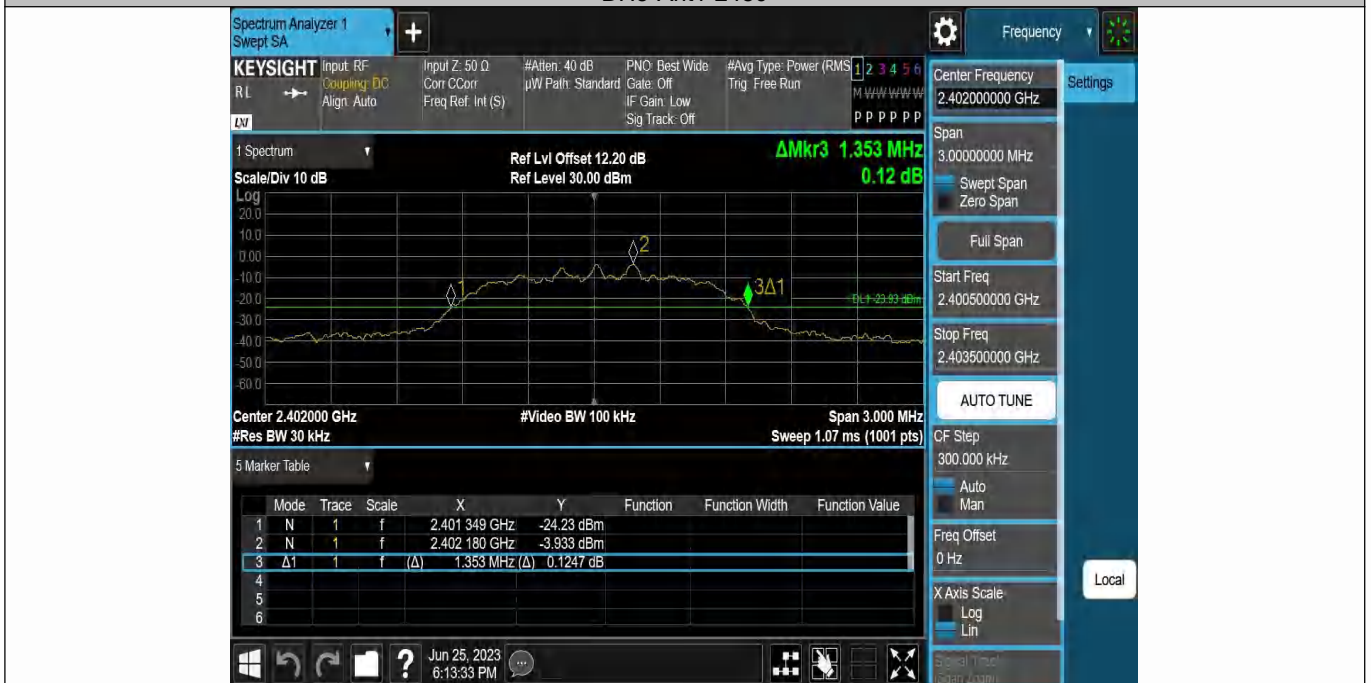 Spectrum Analyzer 1
Swept SA
+
Frequency
KEYSIGHT
RL
LXI
Input: RF
Coupling: DC
Align: Auto
Input Z: 50 Ω
Corr CCorr
Freq Ref: Int (S)
#Atten: 40 dB
µW Path: Standard
PNO: Best Wide
Gate: Off
IF Gain: Low
Sig Track: Off
#Avg Type: Power (RMS
Trig: Free Run
1 2 3 4 5 6
M W W W W W
P P P P P P
Center Frequency
2.402000000 GHz
Settings
Span
3.00000000 MHz
Swept Span
Zero Span
Full Span
Start Freq
2.400500000 GHz
Stop Freq
2.403500000 GHz
AUTO TUNE
CF Step
300.000 kHz
Auto
Man
Freq Offset
0 Hz
X Axis Scale
Log
Lin
Local
1 Spectrum
Scale/Div 10 dB
Ref Lvl Offset 12.20 dB
Ref Level 30.00 dBm
ΔMkr3 1.353 MHz
0.12 dB
Log
20.0
10.0
0.00
-10.0
-20.0
-30.0
-40.0
-50.0
-60.0
1
2
3Δ1
DL1 -23.93 dBm
Center 2.402000 GHz
#Video BW 100 kHz
Span 3.000 MHz
#Res BW 30 kHz
Sweep 1.07 ms (1001 pts)
5 Marker Table
Mode Trace Scale X Y Function Function Width Function Value
1 N 1 f 2.401 349 GHz -24.23 dBm
2 N 1 f 2.402 180 GHz -3.933 dBm
3 Δ1 1 f (Δ) 1.353 MHz (Δ) 0.1247 dB
4
5
6
?
Jun 25, 2023
6:13:33 PM